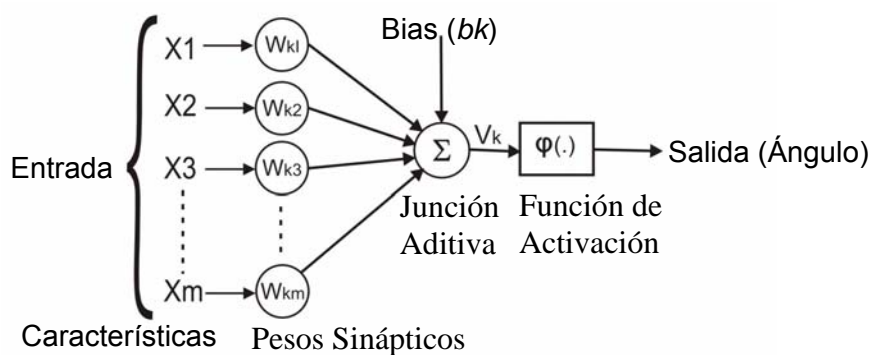 Bias (bk)
X1 Wk1
X2 Wk2
Entrada X3 Wk3 Σ Vk φ(.) Salida (Ángulo)
Junción Función de
Aditiva Activación
Xm Wkm
Características Pesos Sinápticos